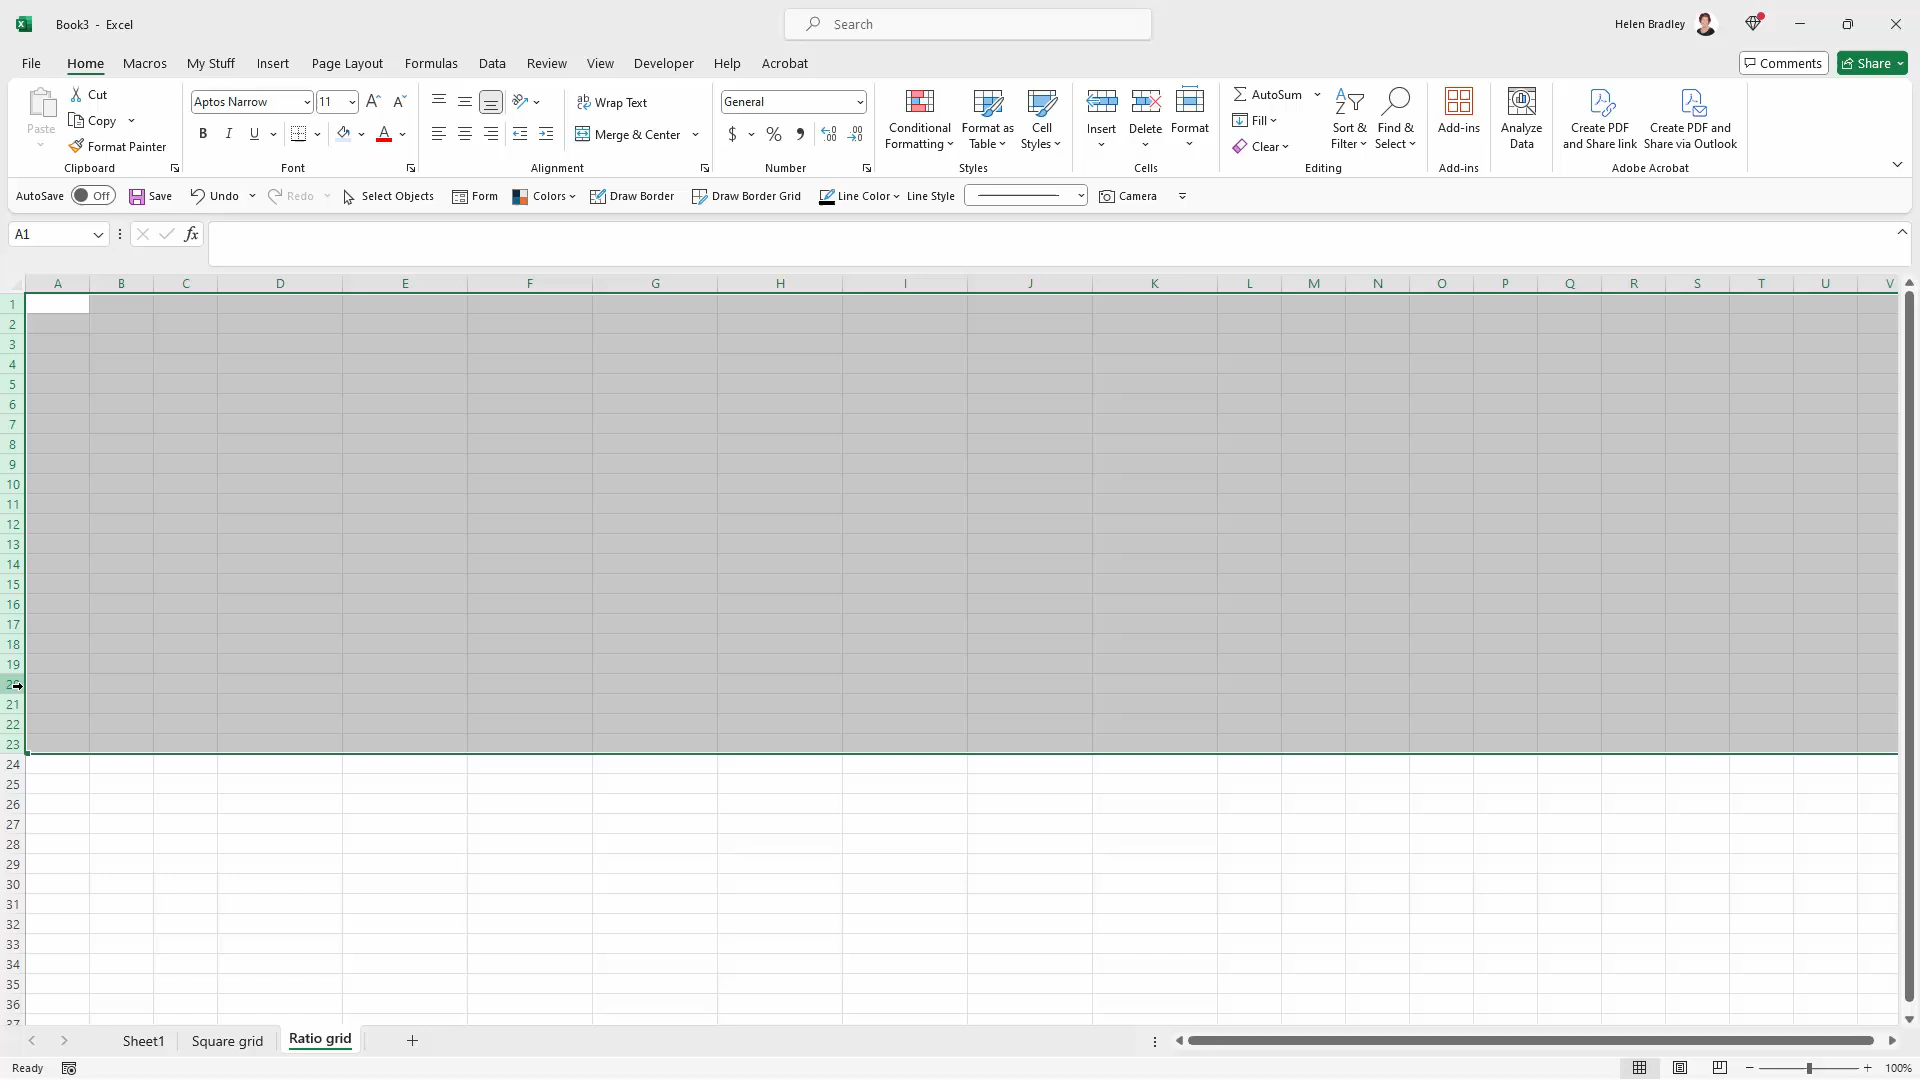 Book3 - Excel
Search
Helen Bradley
File Home Macros My Stuff Insert Page Layout Formulas Data Review View Developer Help Acrobat
Comments Share
Paste
Cut
Copy
Format Painter
Clipboard
Aptos Narrow 11
B I U A
Font
Wrap Text
Merge & Center
Alignment
General
$ % ,
Number
Conditional Formatting
Format as Table
Cell Styles
Styles
Insert
Delete
Format
Cells
AutoSum
Fill
Clear
Sort & Filter
Find & Select
Editing
Add-ins
Add-ins
Analyze Data
Create PDF and Share link
Create PDF and Share via Outlook
Adobe Acrobat
AutoSave Off Save Undo Redo Select Objects Form Colors Draw Border Draw Border Grid Line Color Line Style Camera
A1 fx
A B C D E F G H I J K L M N O P Q R S T U V
1
2
3
4
5
6
7
8
9
10
11
12
13
14
15
16
17
18
19
21
22
23
24
25
26
27
28
29
30
31
32
33
34
35
36
37
Sheet1 Square grid Ratio grid
Ready 100%